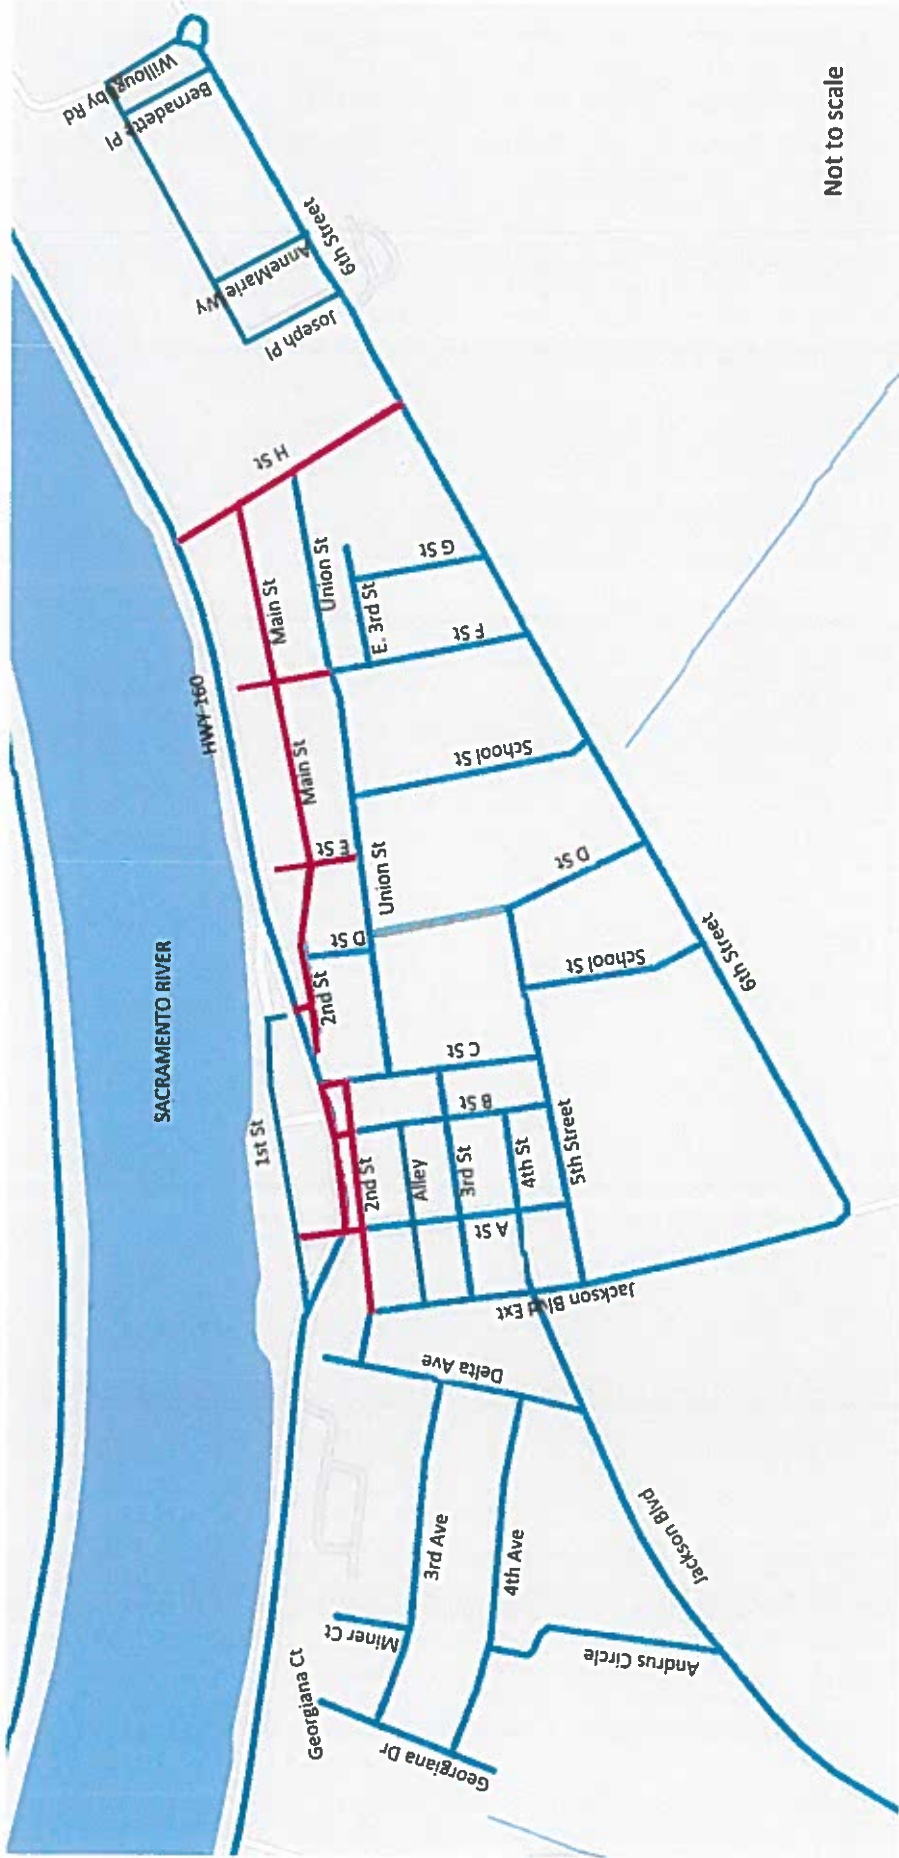 SACRAMENTO RIVER
Not to scale
HWY 160
1st St
Willoughby Rd
Bernadette Pl
AnneMarie Wy
Joseph Pl
6th Street
H St
Main St
Union St
E. 3rd St
G St
F St
Main St
School St
E St
Union St
D St
D St
2nd St
School St
6th Street
C St
B St
2nd St
Alley
3rd St
4th St
5th Street
A St
Jackson Blvd Ext
Delta Ave
3rd Ave
4th Ave
Jackson Blvd
Miner Ct
Andrus Circle
Georgiana Ct
Georgiana Dr